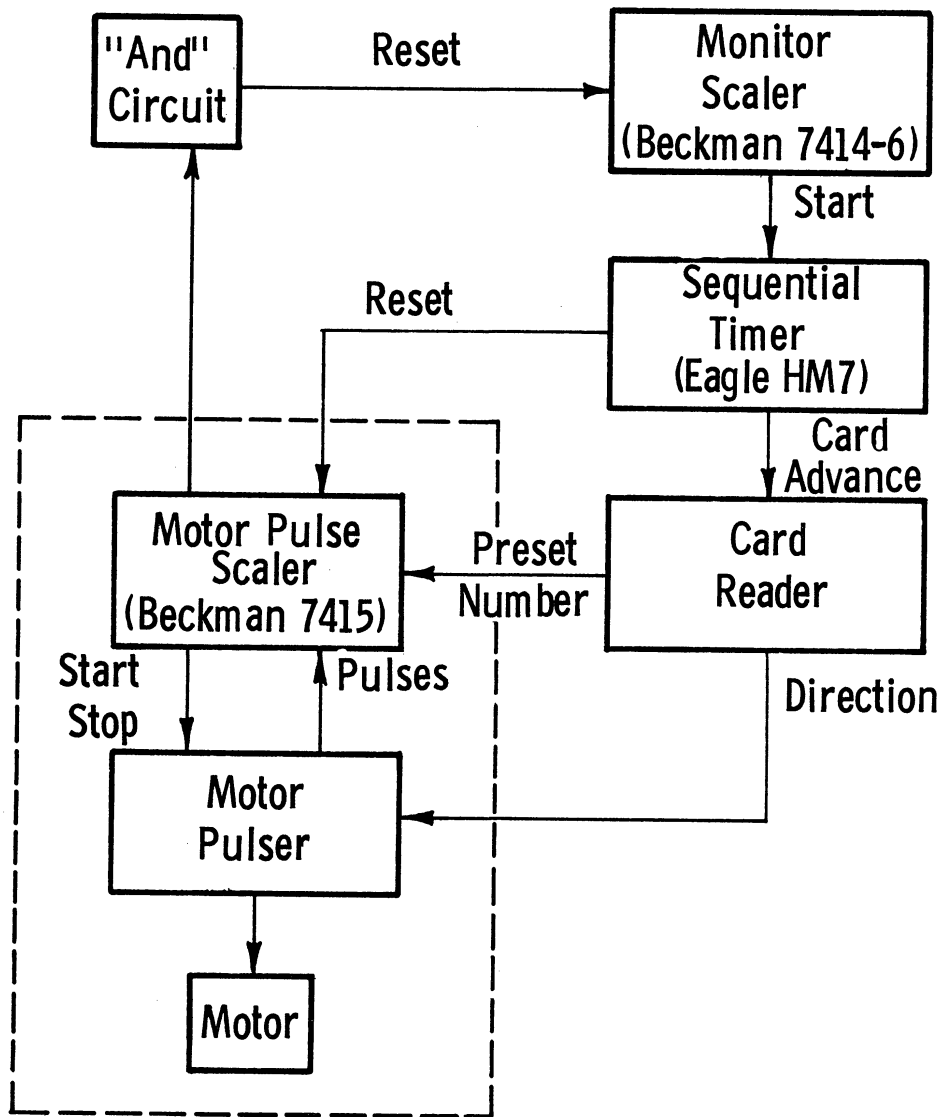 "And"
Circuit
Reset
Monitor
Scaler
(Beckman 7414-6)
Start
Sequential
Timer
(Eagle HM7)
Reset
Card
Advance
Motor Pulse
Scaler
(Beckman 7415)
Preset
Number
Card
Reader
Start
Stop
Pulses
Direction
Motor
Pulser
Motor